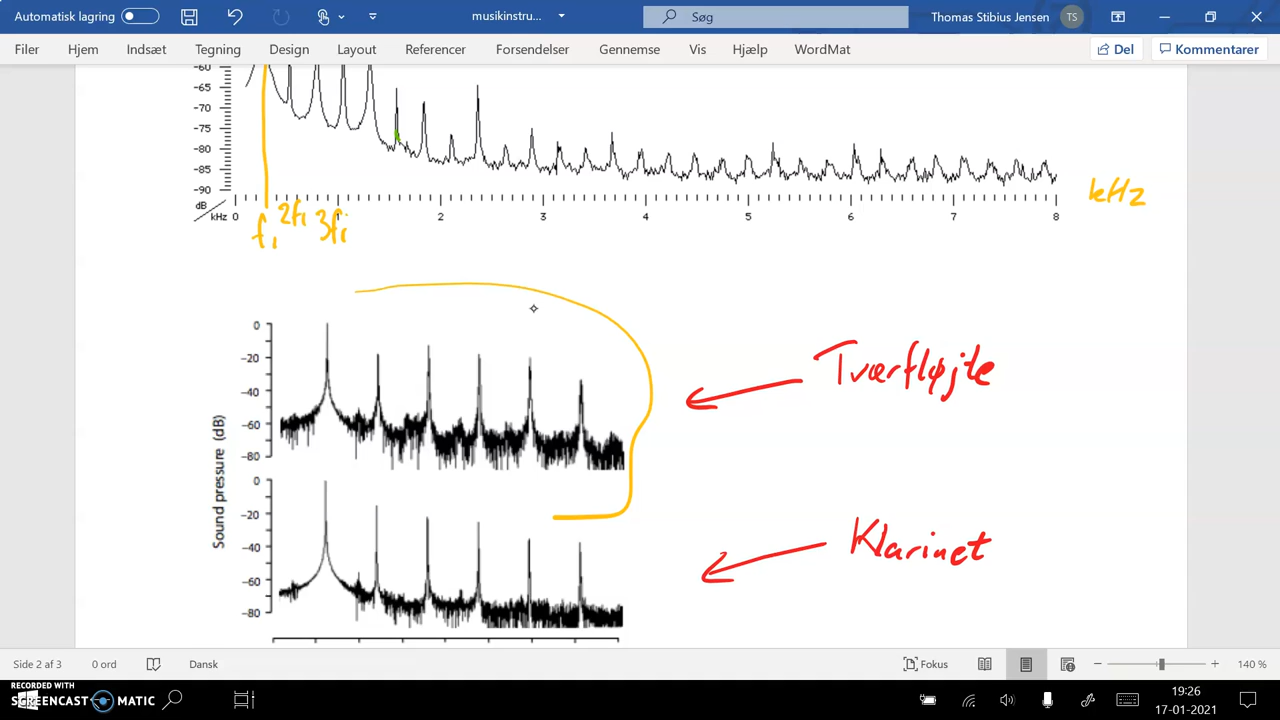 Automatisk lagring
musikinstru...
Søg
Thomas Stibius Jensen
TS
Filer Hjem Indsæt Tegning Design Layout Referencer Forsendelser Gennemse Vis Hjælp WordMat
Del
Kommentarer
-60
-65
-70
-75
-80
-85
-90
dB
kHz
0 1 2 3 4 5 6 7 8
kHz
f1 2f1 3f1
0
-20
-40
-60
-80
Tværfløjte
Sound pressure (dB)
0
-20
-40
-60
-80
Klarinet
Side 2 af 3 0 ord Dansk
Fokus
140 %
RECORDED WITH
SCREENCAST MATIC
19:26
17-01-2021